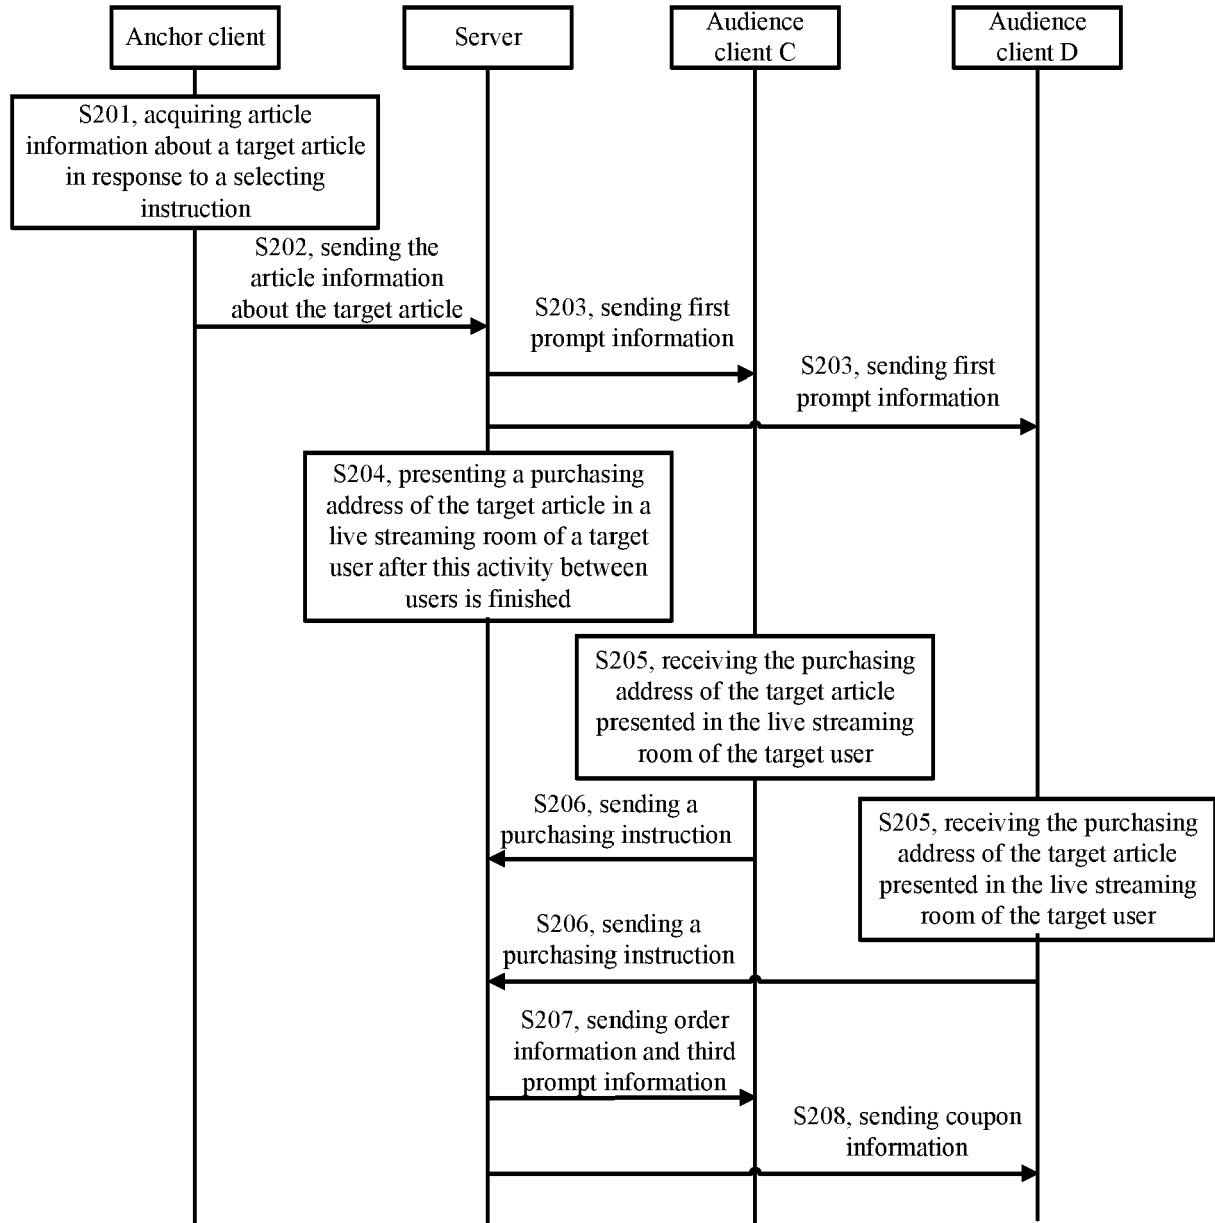 Anchor client
Server
Audience
client C
Audience
client D
S201, acquiring article
information about a target article
in response to a selecting
instruction
S202, sending the
article information
about the target article
S203, sending first
prompt information
S203, sending first
prompt information
S204, presenting a purchasing
address of the target article in a
live streaming room of a target
user after this activity between
users is finished
S205, receiving the purchasing
address of the target article
presented in the live streaming
room of the target user
S206, sending a
purchasing instruction
S205, receiving the purchasing
address of the target article
presented in the live streaming
room of the target user
S206, sending a
purchasing instruction
S207, sending order
information and third
prompt information
S208, sending coupon
information